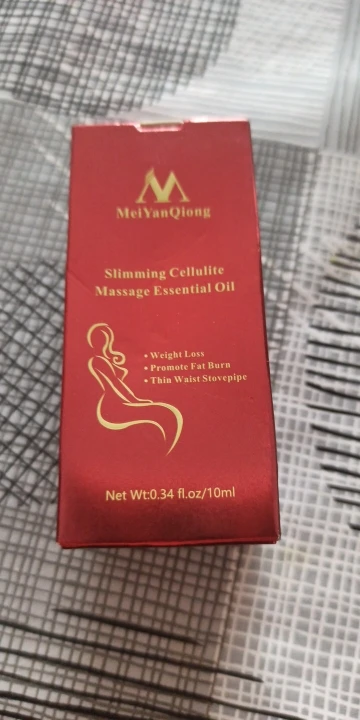 MeiYanQiong
Slimming Cellulite
Massage Essential Oil
• Weight Loss
• Promote Fat Burn
• Thin Waist Stovepipe
Net Wt:0.34 fl.oz/10ml